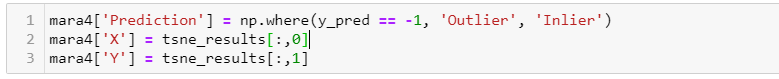 1 mara4['Prediction'] = np.where(y_pred == -1, 'Outlier', 'Inlier')
2 mara4['X'] = tsne_results[:,0]
3 mara4['Y'] = tsne_results[:,1]